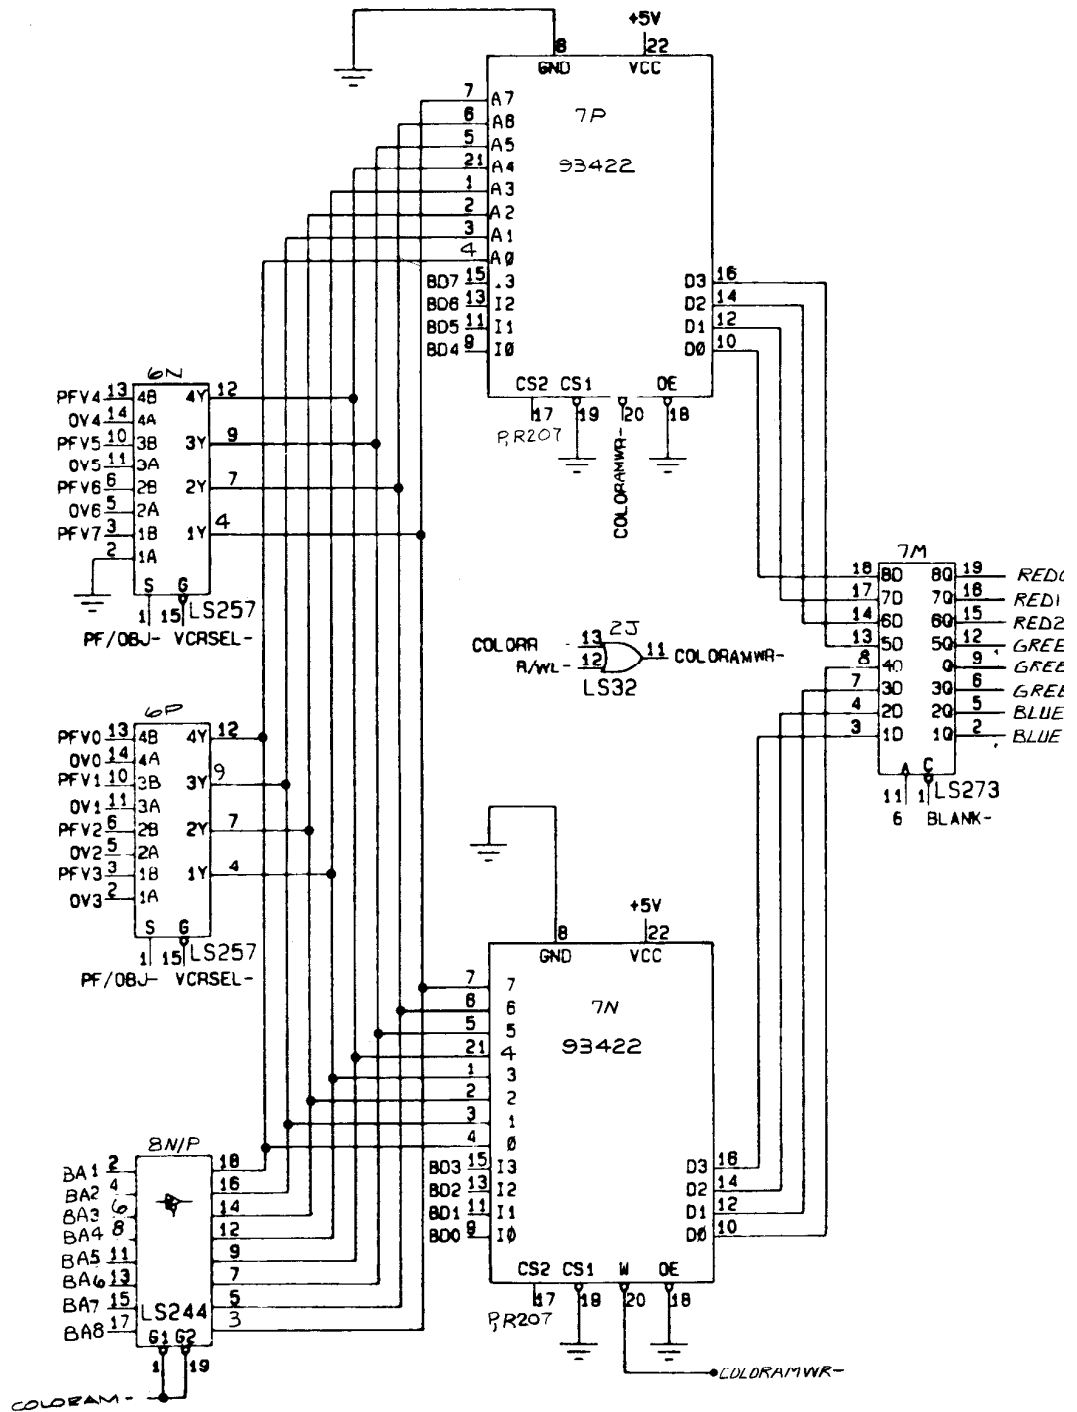 +5V
8 22
GND VCC
7 A7
6 A6
5 A5
21 A4
1 A3
2 A2
3 A1
4 A0
7P
93422
BD7 15 .3
BD6 13 I2
BD5 11 I1
BD4 9 I0
D3 16
D2 14
D1 12
D0 10
CS2 CS1 OE
17 19 20 18
P,R207
COLORAMWR-
6N
PFV4 13 4B 4Y 12
OV4 14 4A
PFV5 10 3B 3Y 9
OV5 11 3A
PFV6 6 2B 2Y 7
OV6 5 2A
PFV7 3 1B 1Y 4
2 1A
S G
1 15 LS257
PF/OBJ- VCRSEL-
7M
18 8D 8Q 19 RED0
17 7D 7Q 16 RED1
14 6D 6Q 15 RED2
13 5D 5Q 12 GREE
8 4D Q 9 GREE
7 3D 3Q 6 GREE
4 2D 2Q 5 BLUE
3 1D 1Q 2 BLUE
C
11 1 LS273
6 BLANK-
COLORR 13 2J
R/WL- 12 11 COLORAMWR-
LS32
6P
PFV0 13 4B 4Y 12
OV0 14 4A
PFV1 10 3B 3Y 9
OV1 11 3A
PFV2 6 2B 2Y 7
OV2 5 2A
PFV3 3 1B 1Y 4
OV3 2 1A
S G
1 15 LS257
PF/OBJ- VCRSEL-
+5V
8 22
GND VCC
7 7
6 6
5 5
21 4
1 3
2 2
3 1
4 0
7N
93422
BD3 15 I3
BD2 13 I2
BD1 11 I1
BD0 9 I0
D3 16
D2 14
D1 12
D0 10
CS2 CS1 W OE
17 19 20 18
P,R207
COLORAMWR-
8N/P
BA1 2 18
BA2 4 16
BA3 6 14
BA4 8 12
BA5 11 9
BA6 13 7
BA7 15 5
BA8 17 3
LS244
G1 G2
1 19
COLORAM-